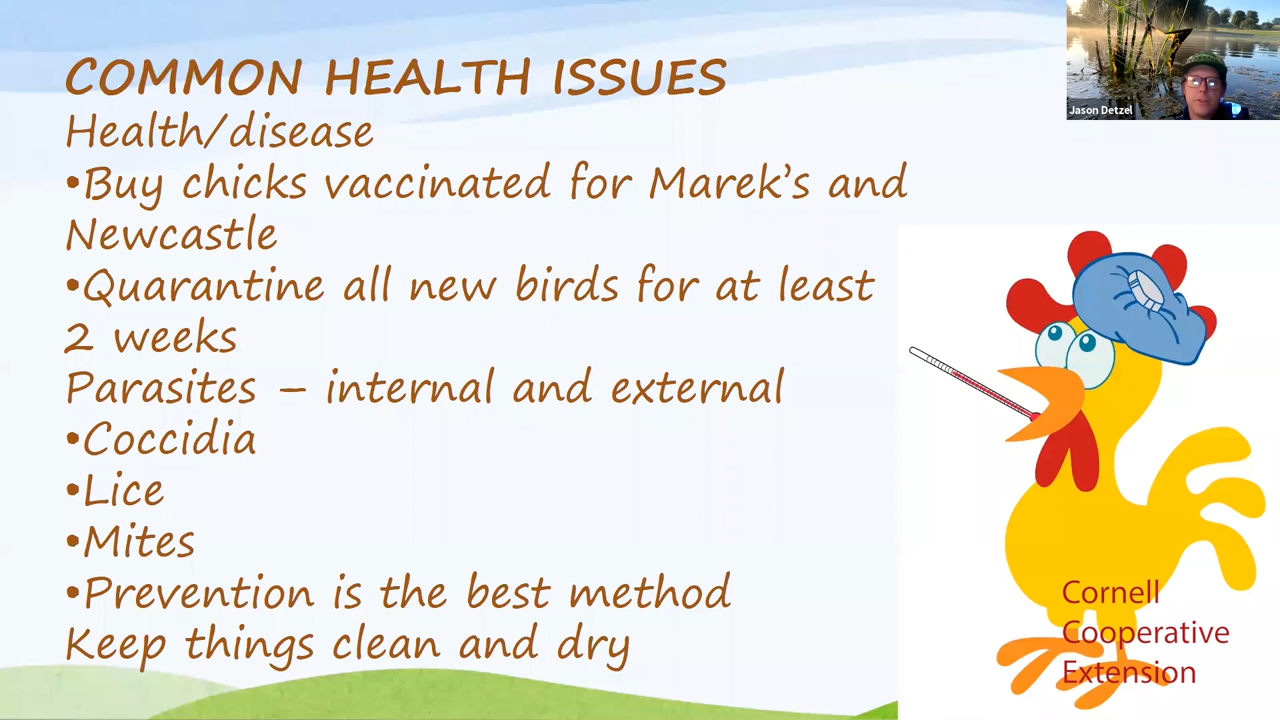 COMMON HEALTH ISSUES
Health/disease
•Buy chicks vaccinated for Marek’s and
Newcastle
•Quarantine all new birds for at least
2 weeks
Parasites – internal and external
•Coccidia
•Lice
•Mites
•Prevention is the best method
Keep things clean and dry
Jason Detzel
Cornell
Cooperative
Extension